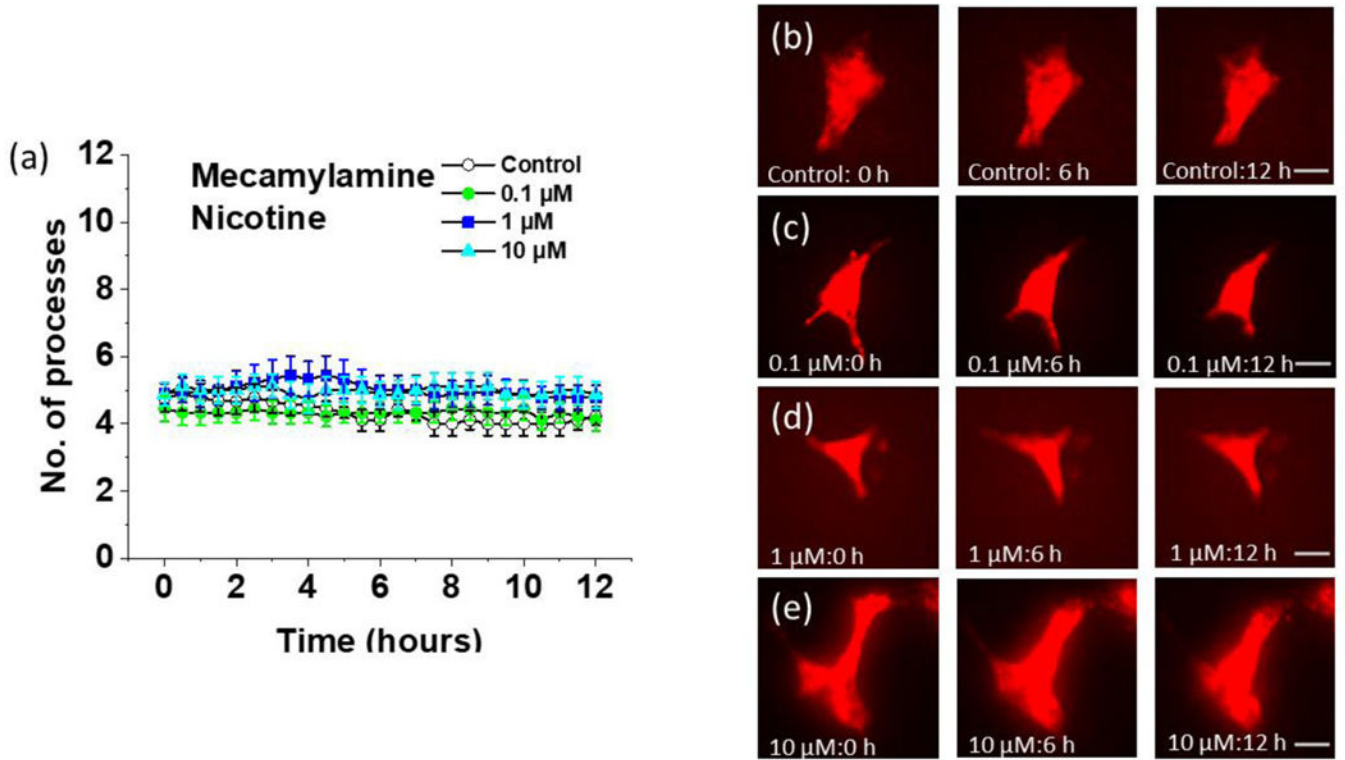 (a)
12
10
8
6
4
2
0
No. of processes
Mecamylamine
Nicotine
Control
0.1 µM
1 µM
10 µM
0 2 4 6 8 10 12
Time (hours)
(b)
Control: 0 h
Control: 6 h
Control:12 h
(c)
0.1 µM:0 h
0.1 µM:6 h
0.1 µM:12 h
(d)
1 µM:0 h
1 µM:6 h
1 µM:12 h
(e)
10 µM:0 h
10 µM:6 h
10 µM:12 h